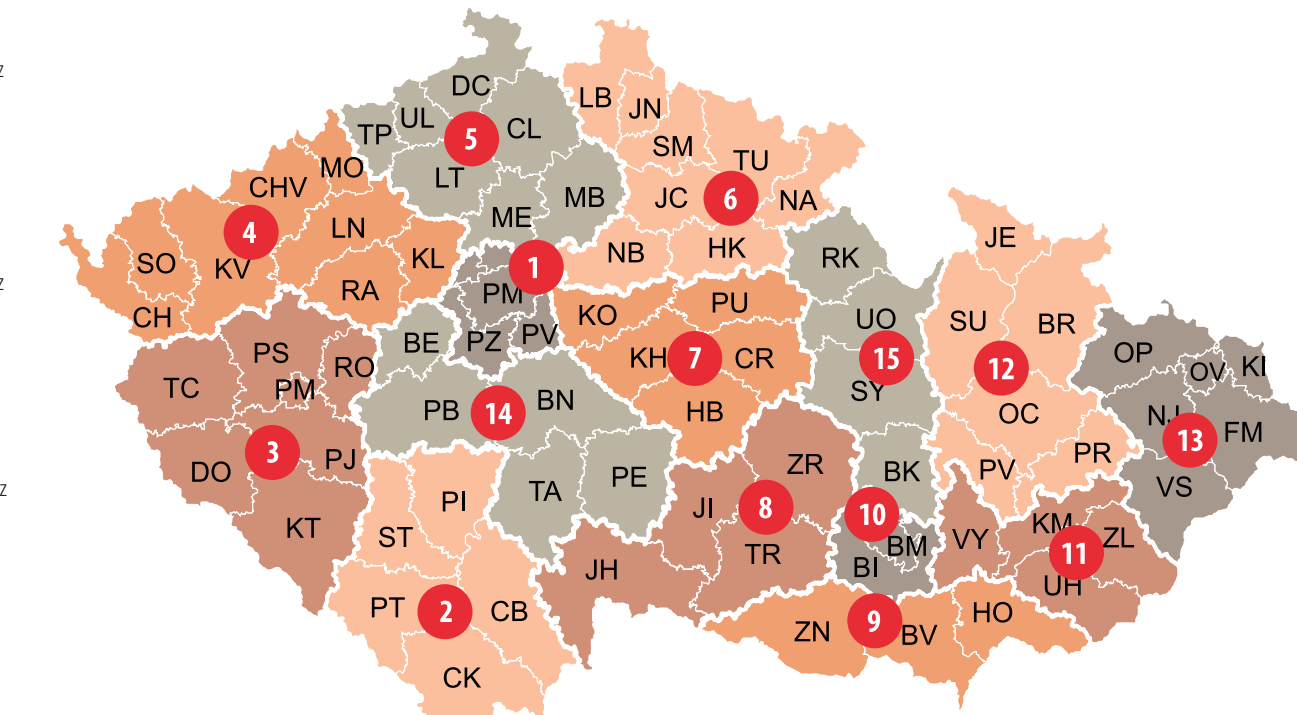 z
z
z
DC
LB
JN
TP
UL
5
CL
SM
TU
MO
CHV
LT
MB
JC
6
NA
ME
4
LN
SO
KV
KL
1
NB
HK
RK
JE
RA
PM
PU
CH
KO
PZ
PV
UO
SU
BR
BE
PS
RO
KH
7
CR
15
12
OP
OV
KI
TC
PM
SY
PB
14
BN
HB
OC
NJ
13
FM
DO
3
PJ
ZR
BK
PV
PR
VS
TA
PE
KT
PI
JI
8
10
ST
TR
BM
VY
KM
ZL
11
BI
UH
JH
PT
2
CB
ZN
9
BV
HO
CK